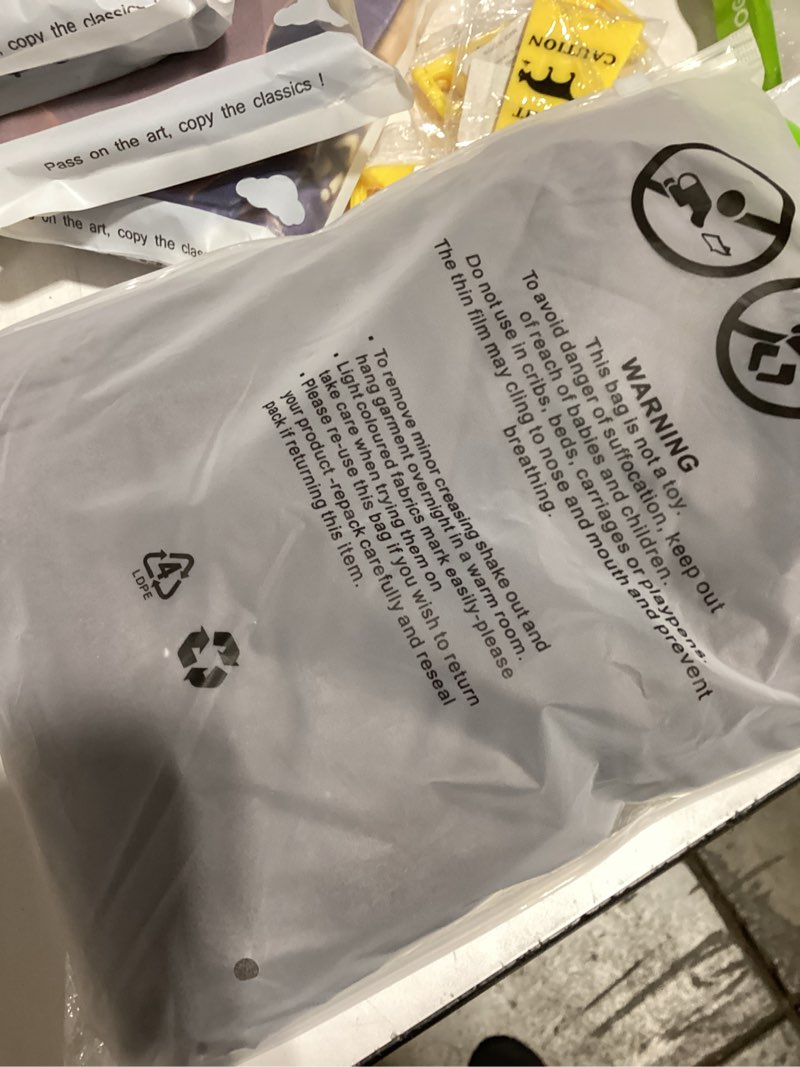 , copy the classics
Pass on the art, copy the classics !
on the art, copy the clas
CAUTION
WARNING
This bag is not a toy.
To avoid danger of suffocation, keep out
of reach of babies and children.
Do not use in cribs, beds, carriages or playpens.
The thin film may cling to nose and mouth and prevent
breathing.
• To remove minor creasing shake out and
hang garment overnight in a warm room.
• Light coloured fabrics mark easily-please
take care when trying them on
• Please re-use this bag if you wish to return
your product -repack carefully and reseal
pack if returning this item.
4
LDPE